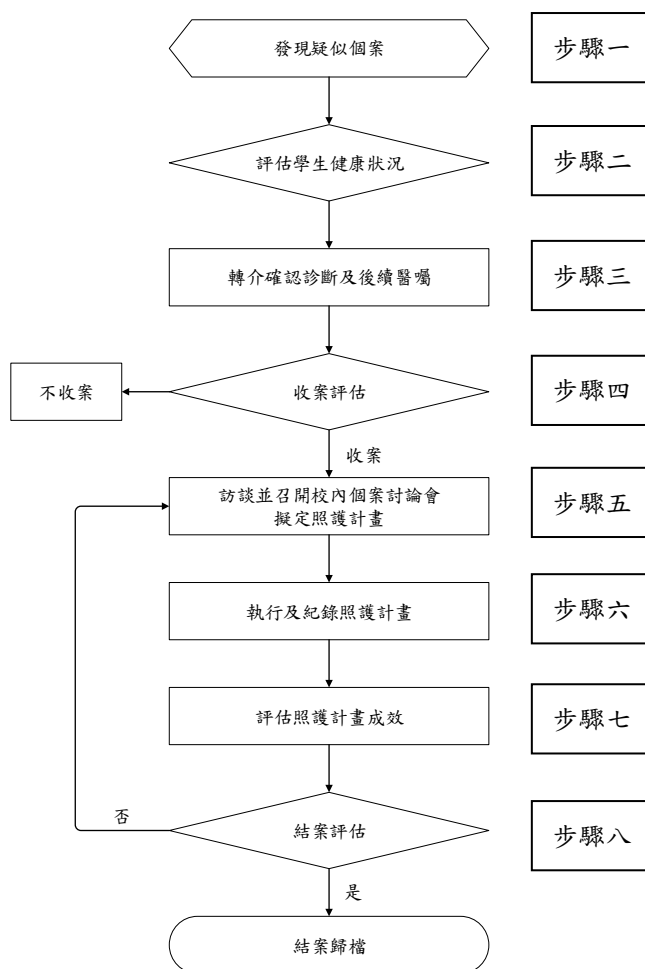 發現疑似個案
步驟一
評估學生健康狀況
步驟二
轉介確認診斷及後續醫囑
步驟三
不收案
收案評估
步驟四
收案
訪談並召開校內個案討論會
擬定照護計畫
步驟五
執行及紀錄照護計畫
步驟六
評估照護計畫成效
步驟七
否
結案評估
步驟八
是
結案歸檔